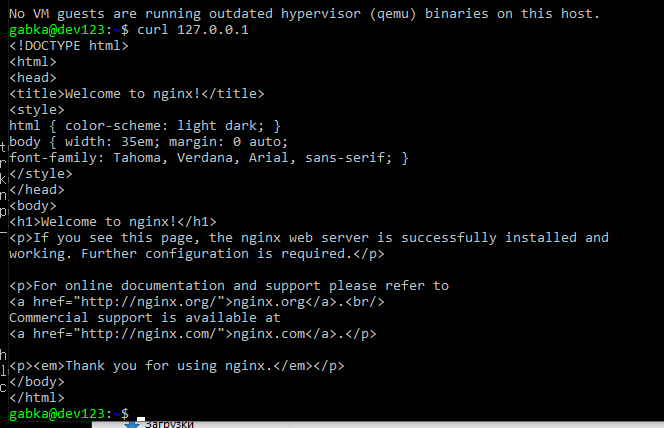 No VM guests are running outdated hypervisor (qemu) binaries on this host.
gabka@dev123:~$ curl 127.0.0.1
<!DOCTYPE html>
<html>
<head>
<title>Welcome to nginx!</title>
<style>
html { color-scheme: light dark; }
body { width: 35em; margin: 0 auto;
font-family: Tahoma, Verdana, Arial, sans-serif; }
</style>
</head>
<body>
<h1>Welcome to nginx!</h1>
<p>If you see this page, the nginx web server is successfully installed and
working. Further configuration is required.</p>

<p>For online documentation and support please refer to
<a href="http://nginx.org/">nginx.org</a>.<br/>
Commercial support is available at
<a href="http://nginx.com/">nginx.com</a>.</p>

<p><em>Thank you for using nginx.</em></p>
</body>
</html>
gabka@dev123:~$
Загрузки